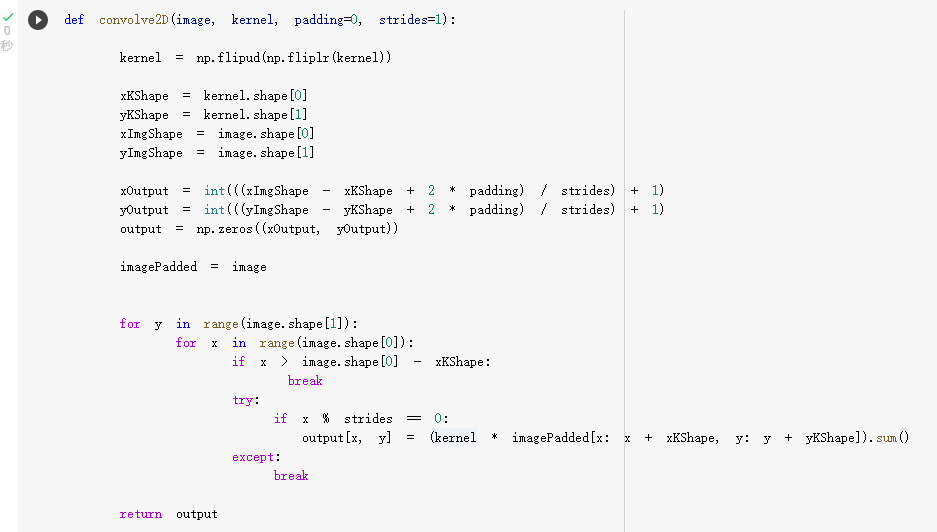 0
秒
def convolve2D(image, kernel, padding=0, strides=1):
kernel = np.flipud(np.fliplr(kernel))
xKShape = kernel.shape[0]
yKShape = kernel.shape[1]
xImgShape = image.shape[0]
yImgShape = image.shape[1]
xOutput = int(((xImgShape - xKShape + 2 * padding) / strides) + 1)
yOutput = int(((yImgShape - yKShape + 2 * padding) / strides) + 1)
output = np.zeros((xOutput, yOutput))
imagePadded = image
for y in range(image.shape[1]):
for x in range(image.shape[0]):
if x > image.shape[0] - xKShape:
break
try:
if x % strides == 0:
output[x, y] = (kernel * imagePadded[x: x + xKShape, y: y + yKShape]).sum()
except:
break
return output